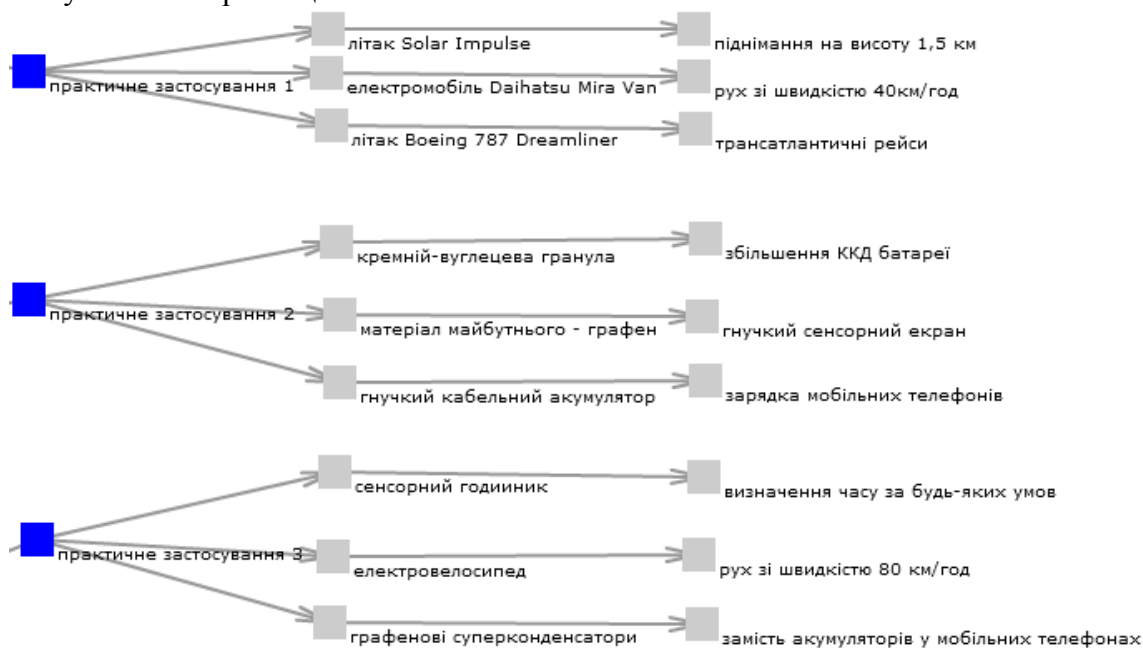 літак Solar Impulse
піднімання на висоту 1,5 км
практичне застосування 1
електромобіль Daihatsu Mira Van
рух зі швидкістю 40км/год
літак Boeing 787 Dreamliner
трансатлантичні рейси
кремній-вуглецева гранула
збільшення ККД батареї
практичне застосування 2
матеріал майбутнього - графен
гнучкий сенсорний екран
гнучкий кабельний акумулятор
зарядка мобільних телефонів
сенсорний годииник
визначення часу за будь-яких умов
практичне застосування 3
електровелосипед
рух зі швидкістю 80 км/год
графенові суперконденсатори
замість акумуляторів у мобільних телефонах